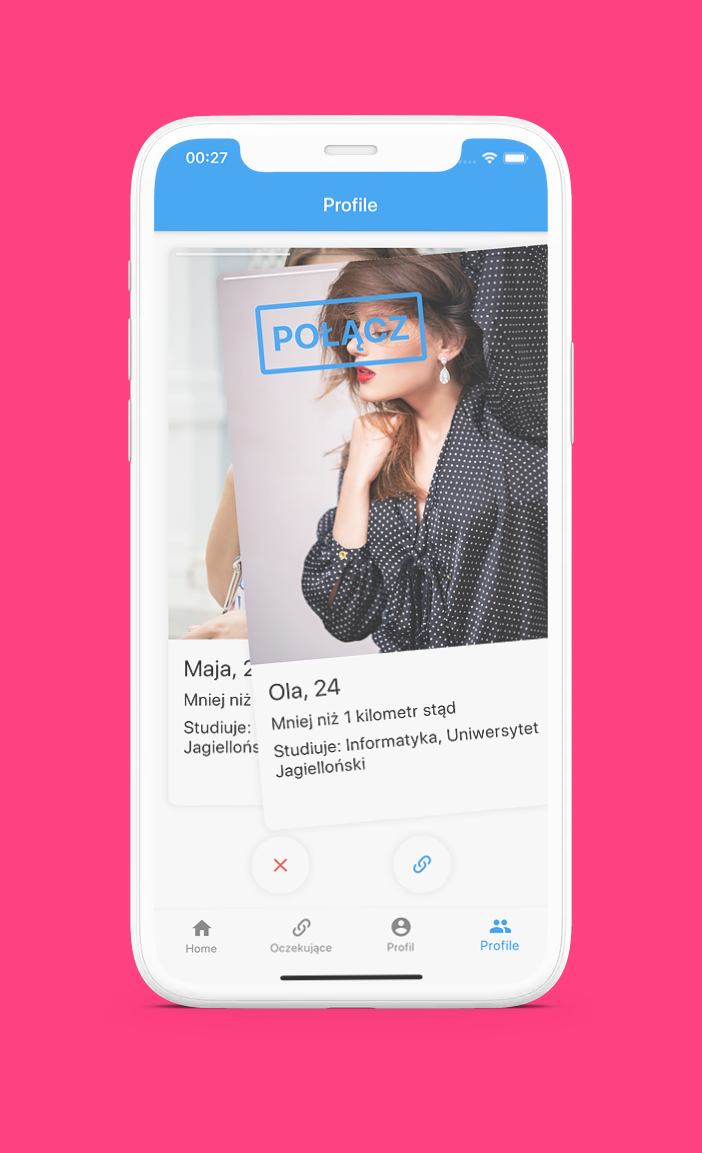 00:27
Profile
POŁĄCZ
Maja, 2
Mniej niż
Studiuje:
Jagiellońs
Ola, 24
Mniej niż 1 kilometr stąd
Studiuje: Informatyka, Uniwersytet
Jagielloński
Home
Oczekujące
Profil
Profile